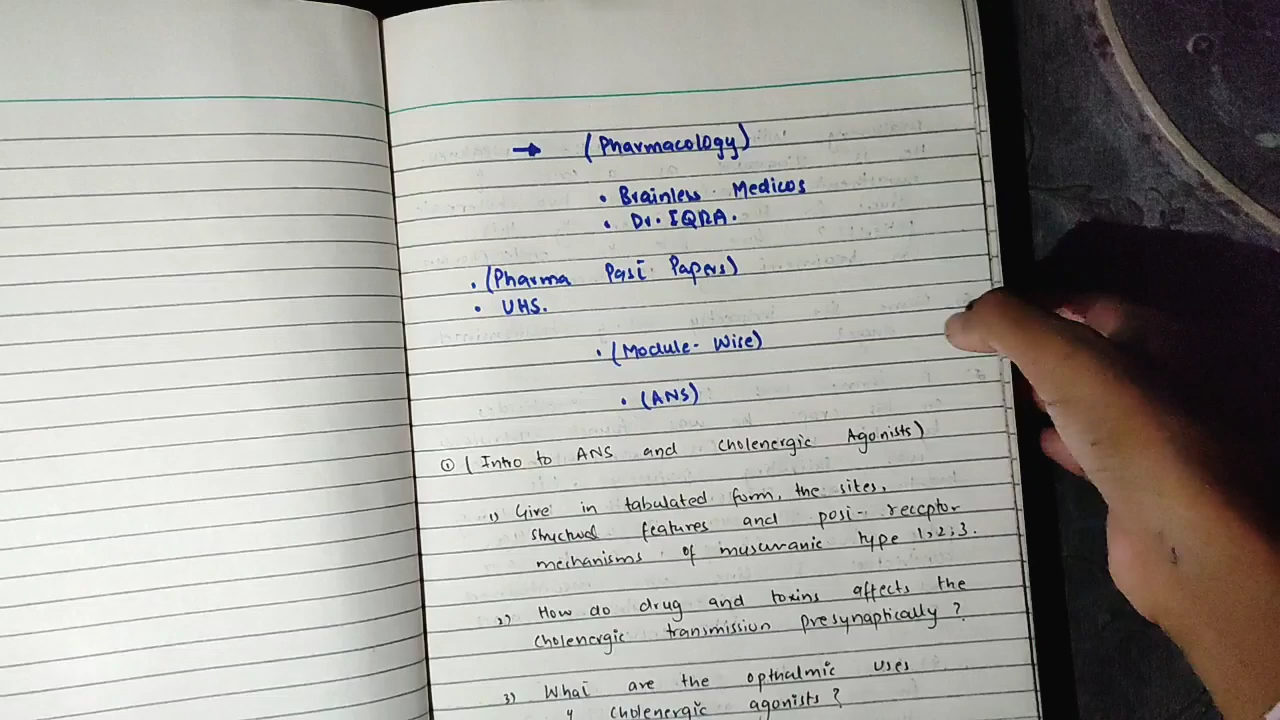 → (Pharmacology)
• Brainless Medicos
• Dr. IQRA.
• (Pharma Past Papers)
• UHS.
• (Module-Wise)
• (ANS)
① (Intro to ANS and Cholenergic Agonists)
1) Give in tabulated form, the sites,
structural features and post-receptor
mechanisms of muscuranic type 1,2,3.
2) How do drug and toxins affects the
cholenergic transmission presynaptically?
3) What are the opthalmic uses
of cholenergic agonists?